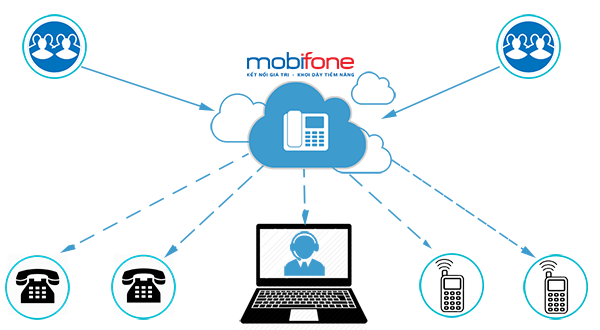 mobifone
KẾT NỐI GIÁ TRỊ - KHƠI DẬY TIỀM NĂNG